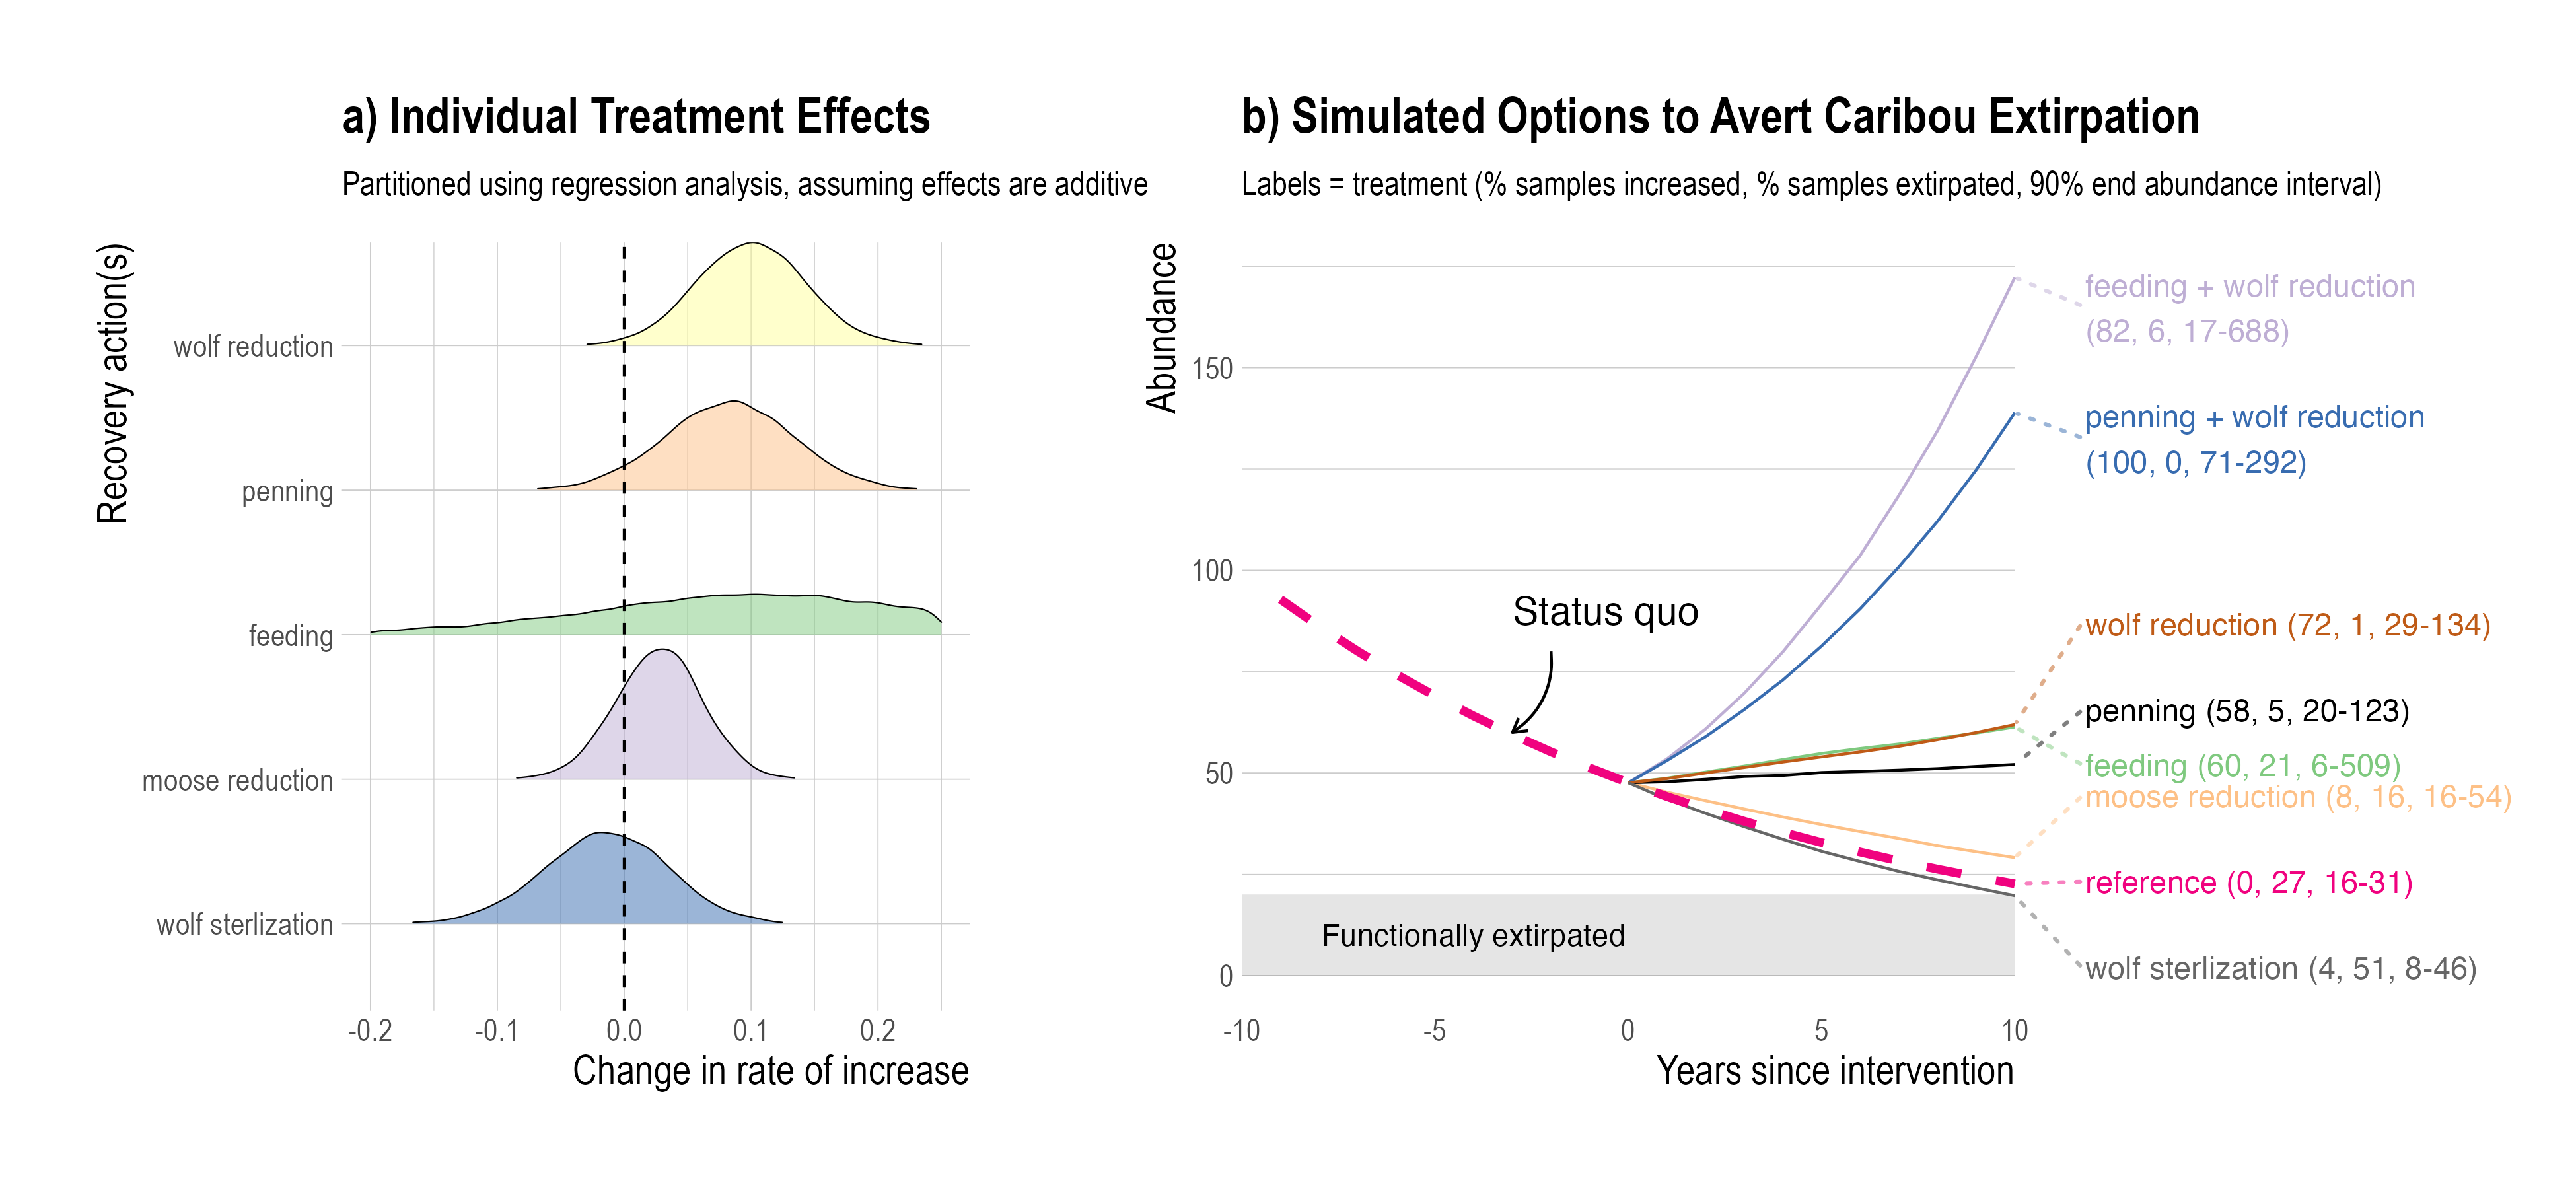 a) Individual Treatment Effects
Partitioned using regression analysis, assuming effects are additive
Recovery action(s)
wolf reduction
penning
feeding
moose reduction
wolf sterlization
-0.2 -0.1 0.0 0.1 0.2
Change in rate of increase
b) Simulated Options to Avert Caribou Extirpation
Labels = treatment (% samples increased, % samples extirpated, 90% end abundance interval)
Abundance
150
100
50
0
Status quo
Functionally extirpated
feeding + wolf reduction
(82, 6, 17-688)
penning + wolf reduction
(100, 0, 71-292)
wolf reduction (72, 1, 29-134)
penning (58, 5, 20-123)
feeding (60, 21, 6-509)
moose reduction (8, 16, 16-54)
reference (0, 27, 16-31)
wolf sterlization (4, 51, 8-46)
-10 -5 0 5 10
Years since intervention